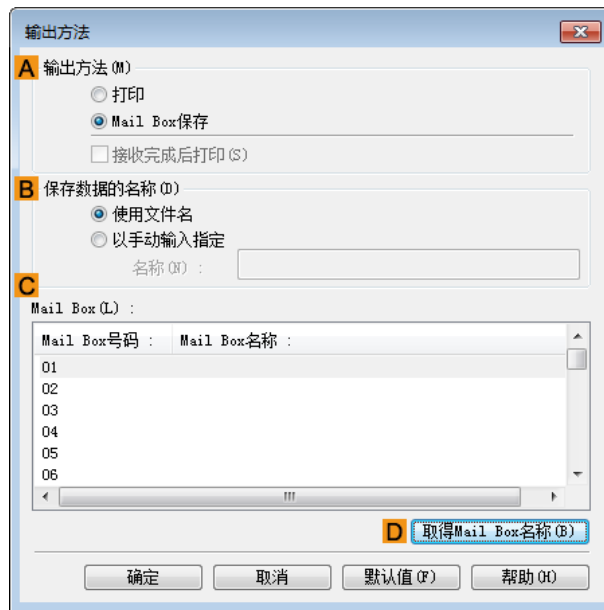 输出方法
A 输出方法(M)
打印
Mail Box保存
接收完成后打印(S)
B 保存数据的名称(D)
使用文件名
以手动输入指定
名称(N) :
C
Mail Box(L) :
Mail Box号码 : Mail Box名称 :
01
02
03
04
05
06
D 取得Mail Box名称(B)
确定 取消 默认值(F) 帮助(H)